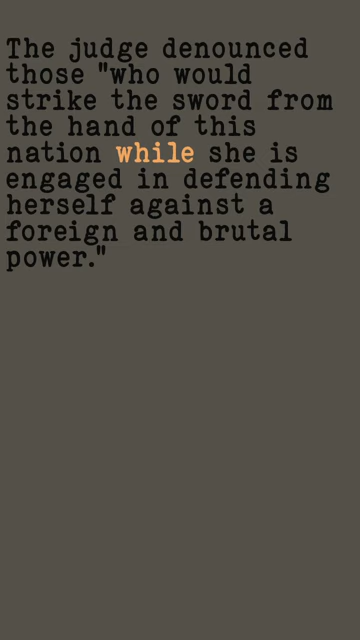 The judge denounced
those "who would
strike the sword from
the hand of this
nation while she is
engaged in defending
herself against a
foreign and brutal
power."